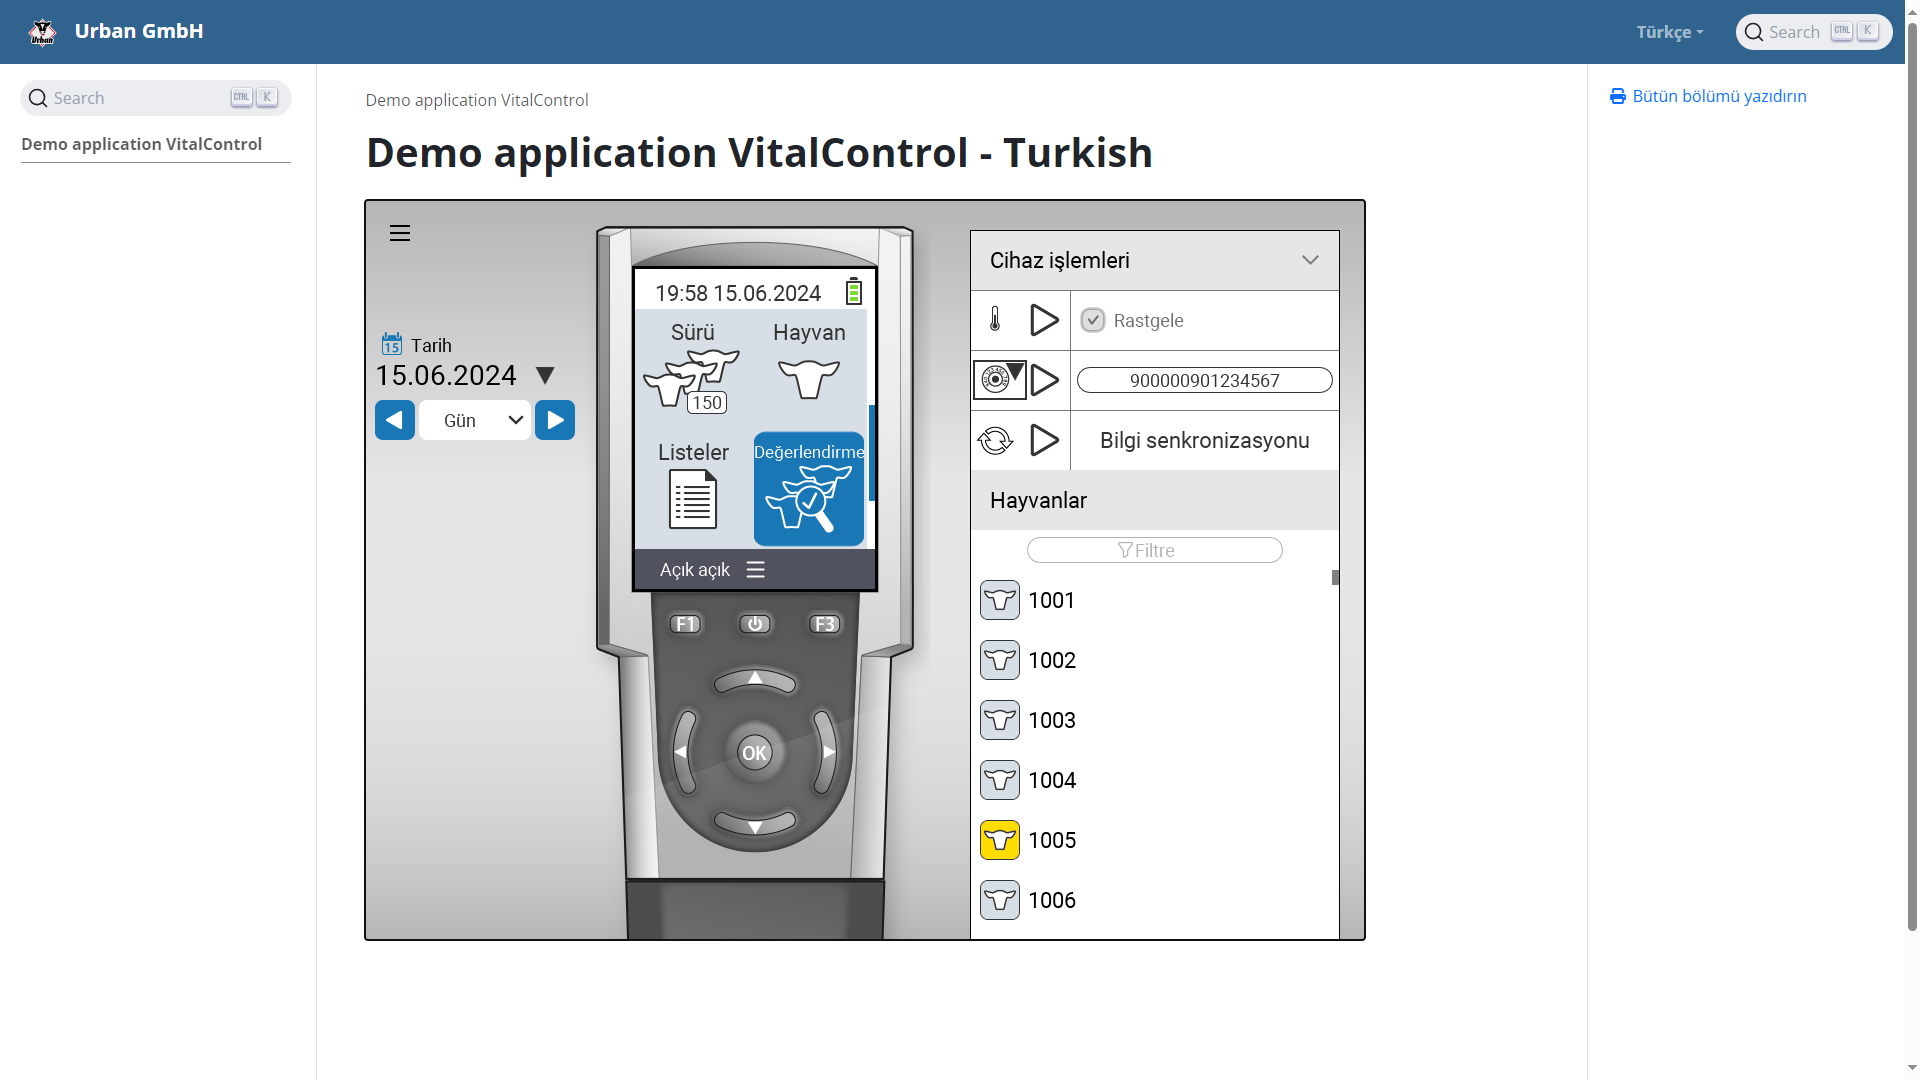 Urban GmbH
Türkçe
Search CTRL K
Search CTRL K
Demo application VitalControl
Demo application VitalControl
Demo application VitalControl - Turkish
Bütün bölümü yazıdırın
15
Tarih
15.06.2024
Gün
19:58 15.06.2024
Sürü
Hayvan
150
Listeler
Değerlendirme
Açık açık
F1
F3
OK
Cihaz işlemleri
Rastgele
900000901234567
Bilgi senkronizasyonu
Hayvanlar
Filtre
1001
1002
1003
1004
1005
1006